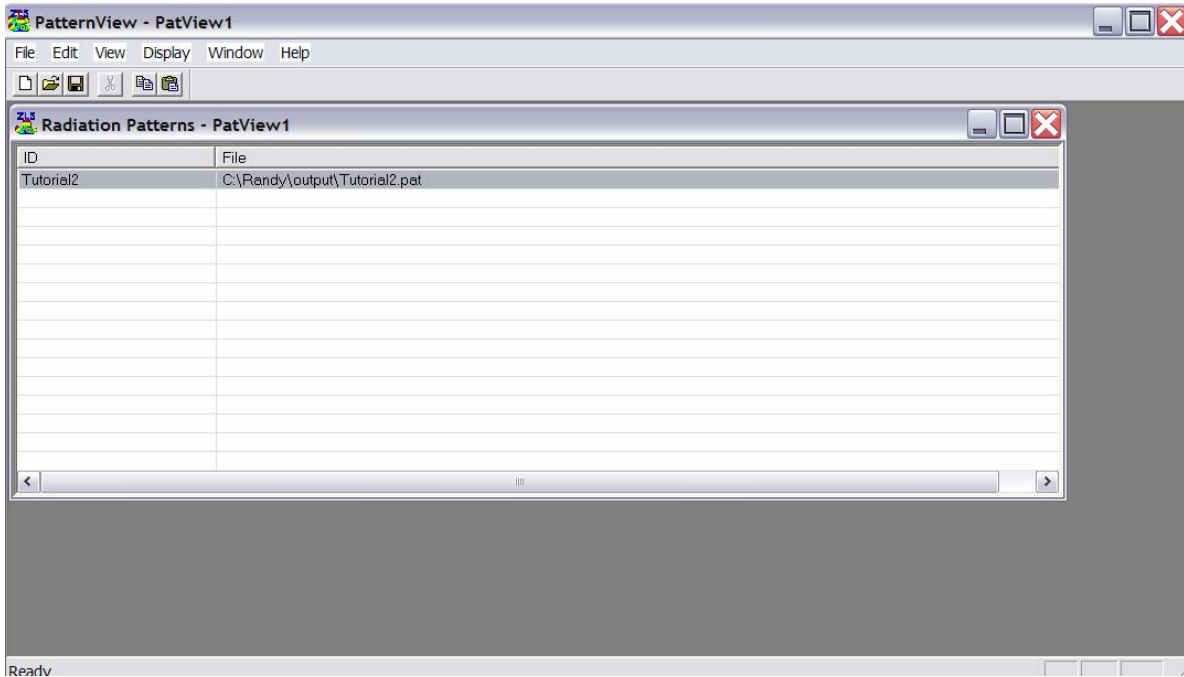 PatternView - PatView1
File Edit View Display Window Help
ZLS Radiation Patterns - PatView1
ID File
Tutorial2 C:\Randy\output\Tutorial2.pat
Ready